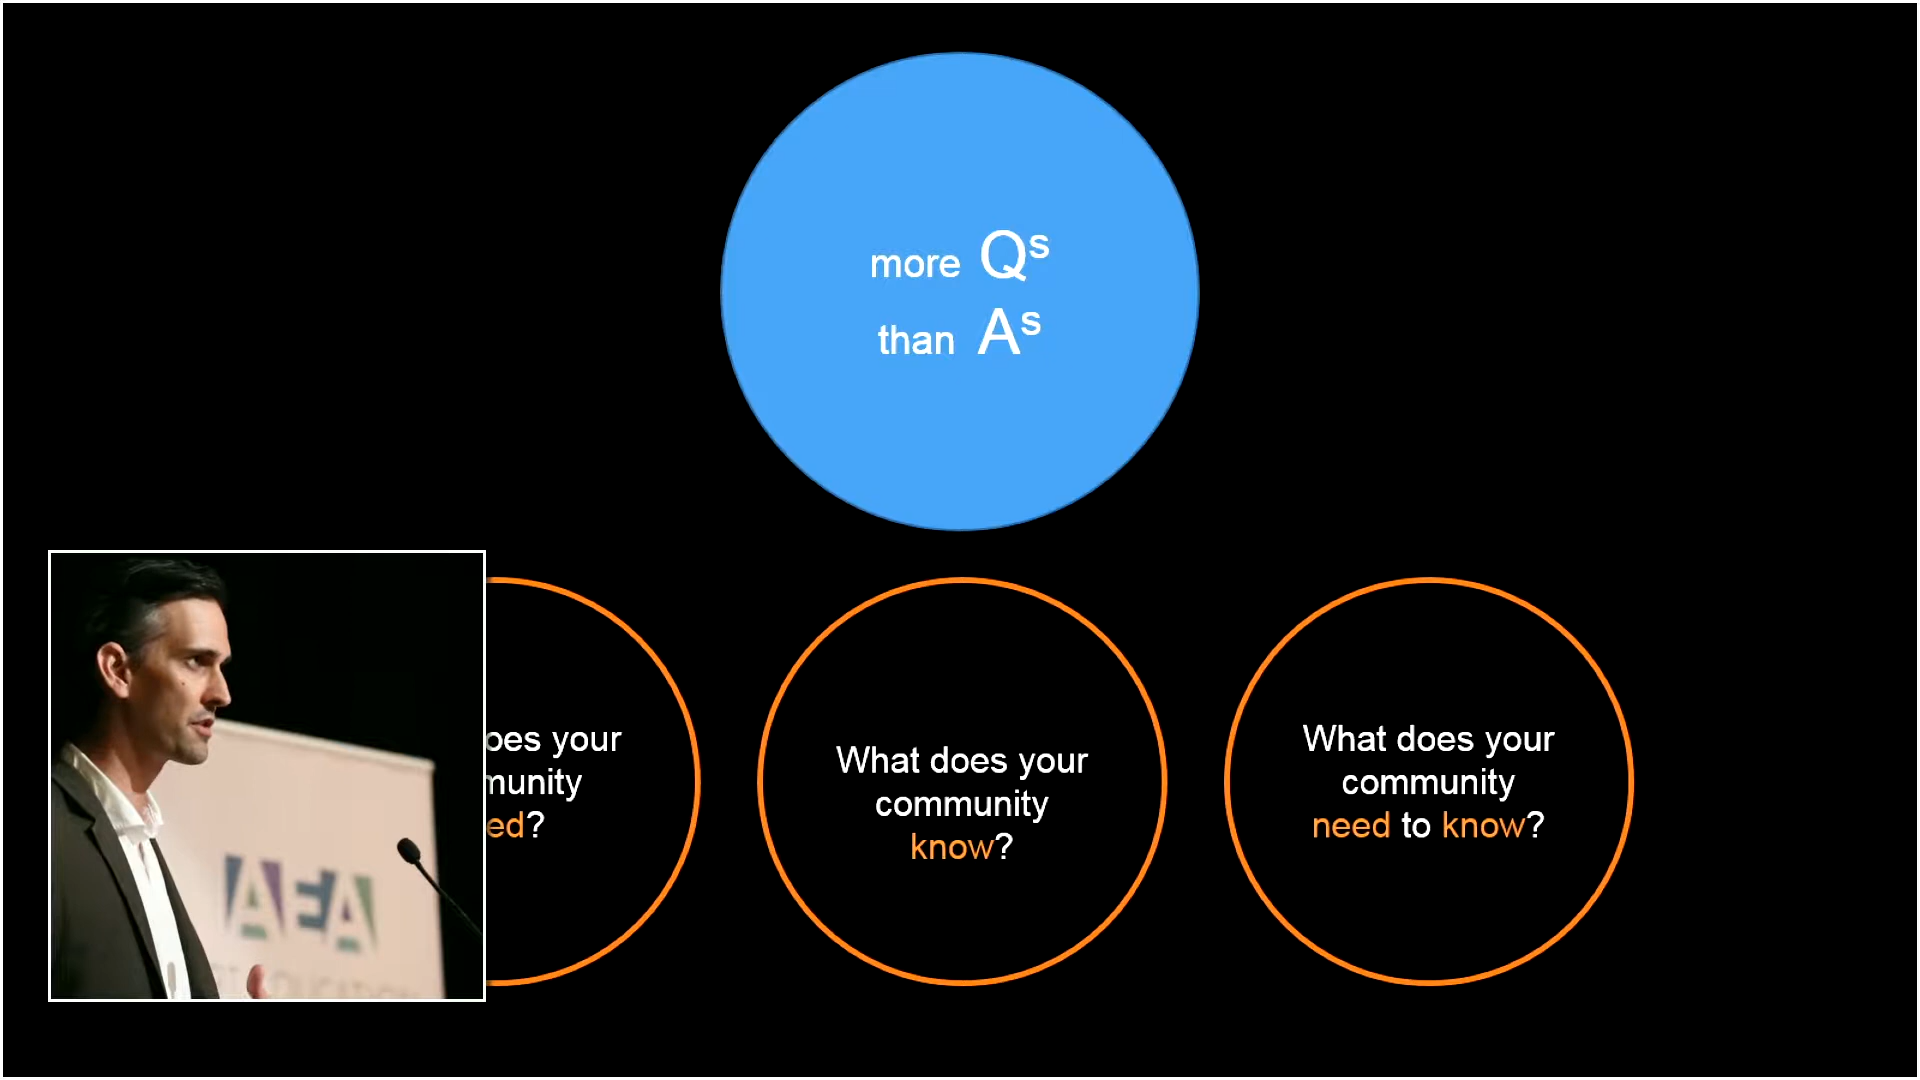 more Qs
than As
oes your
munity
ed?
What does your
community
know?
What does your
community
need to know?
AEA